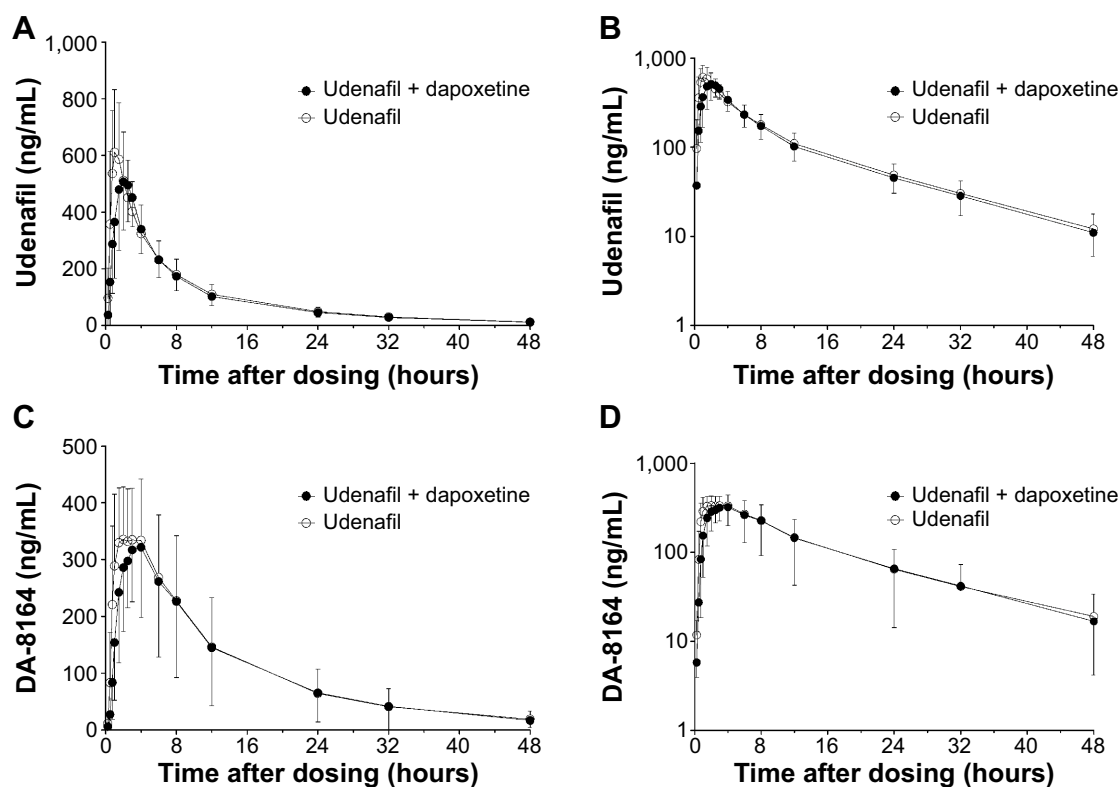 A
1,000
800
600
400
200
0
Udenafil (ng/mL)
Udenafil + dapoxetine
Udenafil
0 8 16 24 32 40 48
Time after dosing (hours)
B
1,000
100
10
1
Udenafil (ng/mL)
Udenafil + dapoxetine
Udenafil
0 8 16 24 32 40 48
Time after dosing (hours)
C
500
400
300
200
100
0
DA-8164 (ng/mL)
Udenafil + dapoxetine
Udenafil
0 8 16 24 32 40 48
Time after dosing (hours)
D
1,000
100
10
1
DA-8164 (ng/mL)
Udenafil + dapoxetine
Udenafil
0 8 16 24 32 40 48
Time after dosing (hours)